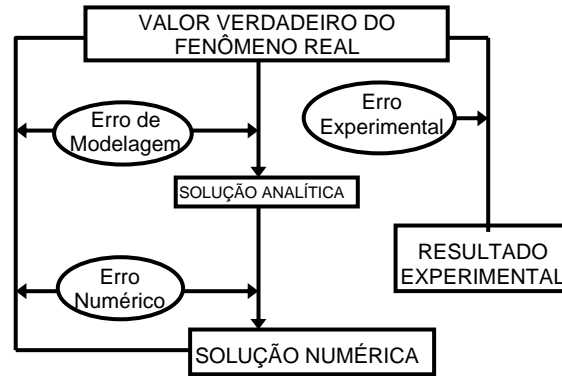 VALOR VERDADEIRO DO
FENÔMENO REAL
Erro de
Modelagem
Erro
Experimental
SOLUÇÃO ANALÍTICA
RESULTADO
EXPERIMENTAL
Erro
Numérico
SOLUÇÃO NUMÉRICA